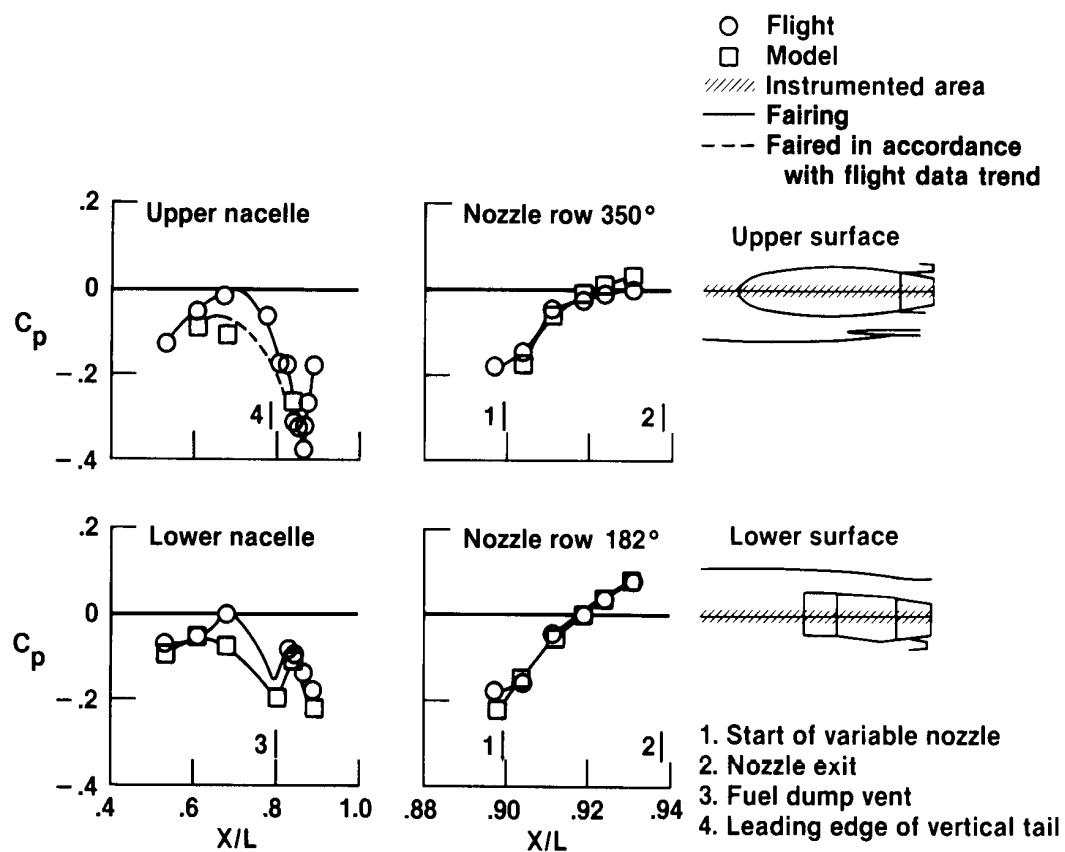 Flight
Model
Instrumented area
Fairing
Faired in accordance
with flight data trend
.2
0
Cp
-.2
-.4
Upper nacelle
4
Nozzle row 350°
1
2
Upper surface
.2
0
Cp
-.2
-.4
Lower nacelle
3
.4
.6
.8
1.0
X/L
Nozzle row 182°
1
2
.88
.90
.92
.94
X/L
Lower surface
1. Start of variable nozzle
2. Nozzle exit
3. Fuel dump vent
4. Leading edge of vertical tail